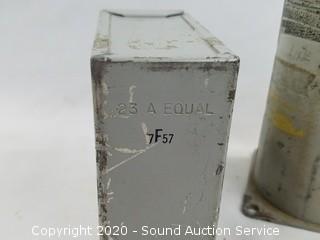 23 A EQUAL
7F57
Copyright 2020 - Sound Auction Service